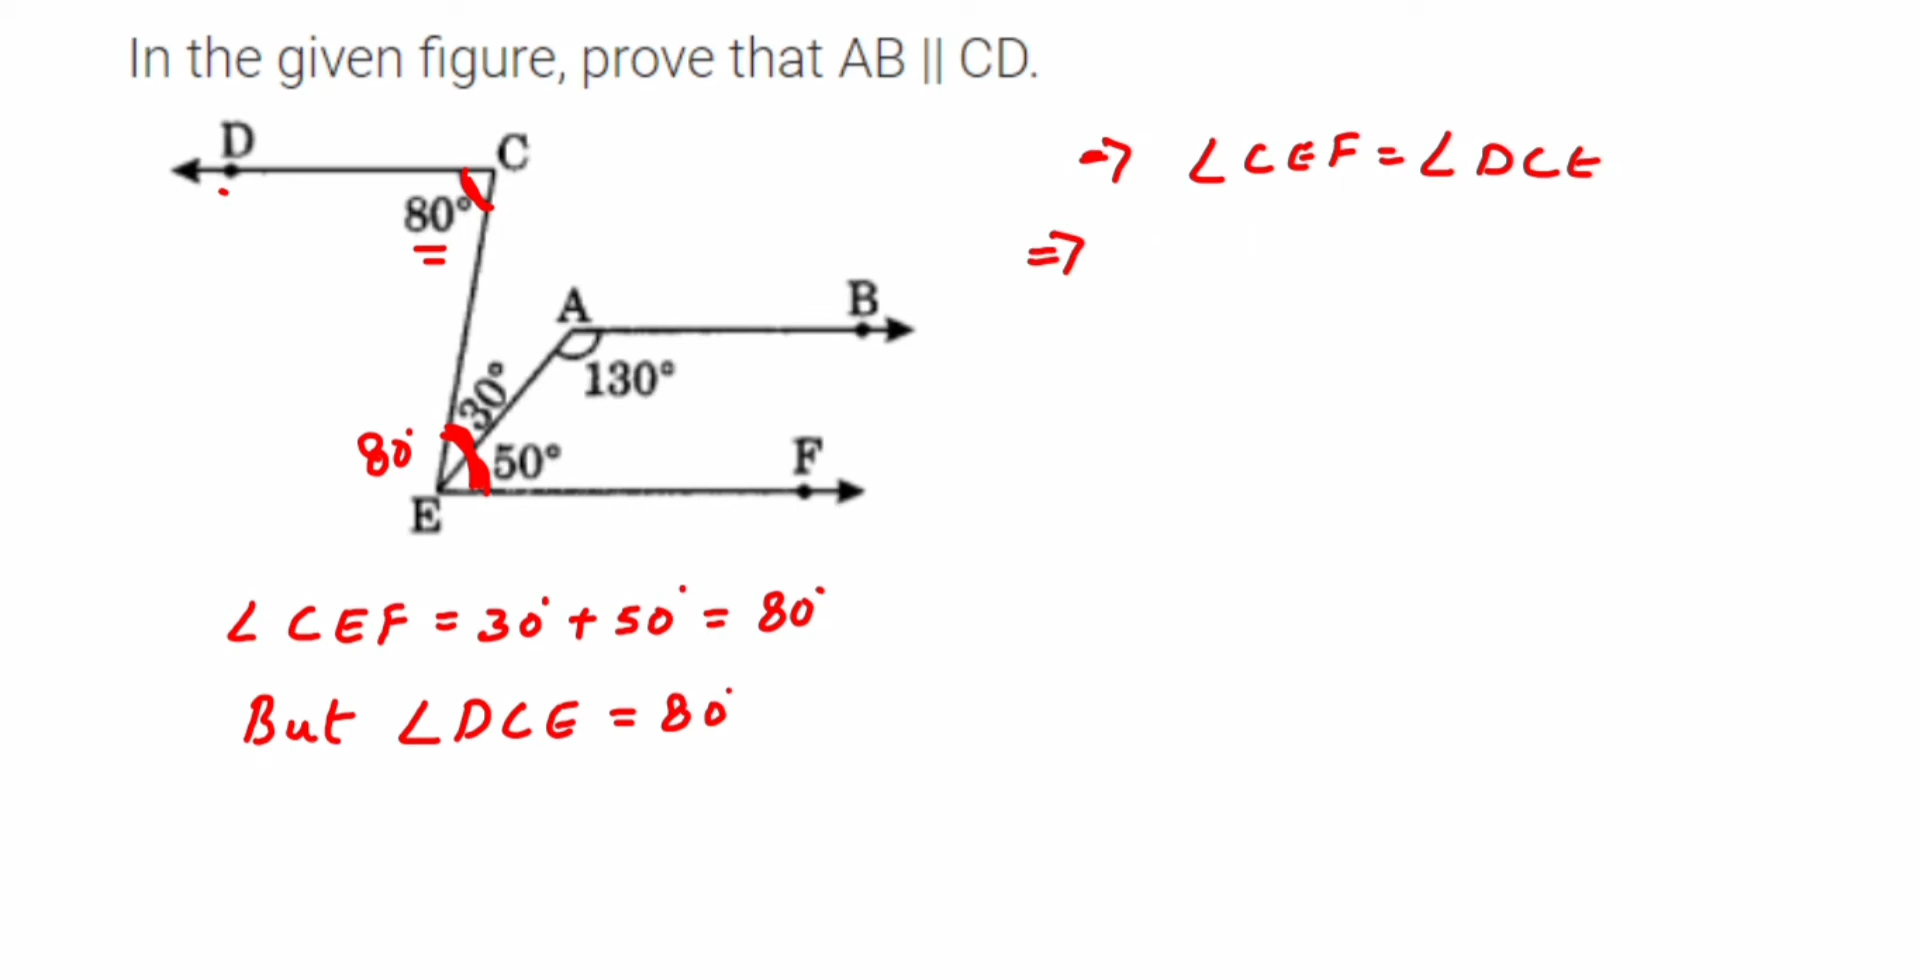 In the given figure, prove that AB || CD.
D
C
80°
=
A
B
130°
30°
80°
50°
F
E
⇒ ∠CEF = ∠DCE
⇒
∠CEF = 30° + 50° = 80°
But ∠DCE = 80°